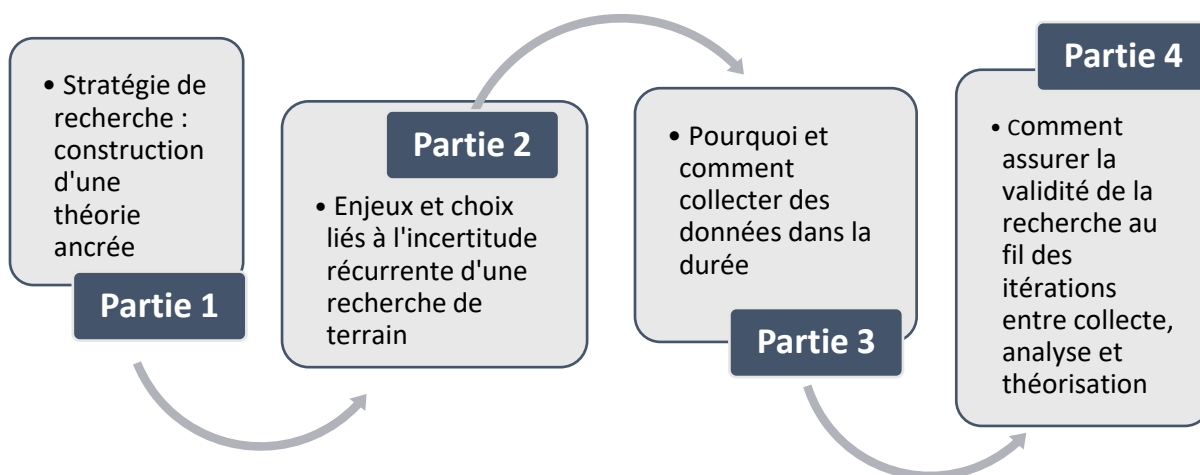 • Stratégie de
recherche :
construction
d'une
théorie
ancrée
Partie 1
Partie 2
• Enjeux et choix
liés à l'incertitude
récurrente d'une
recherche de
terrain
• Pourquoi et
comment
collecter des
données dans la
durée
Partie 3
Partie 4
• Comment
assurer la
validité de la
recherche au
fil des
itérations
entre collecte,
analyse et
théorisation